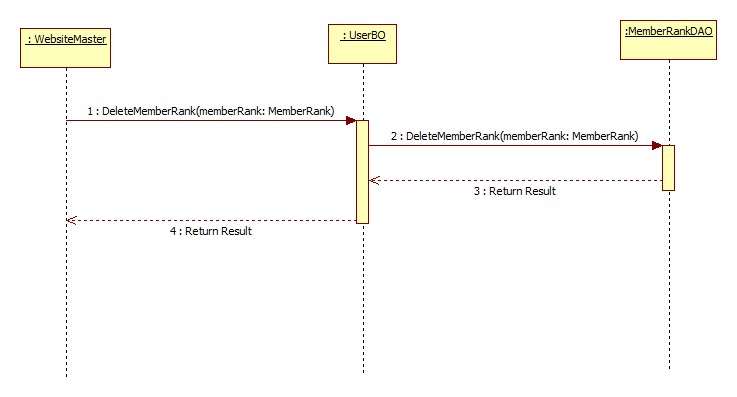 : WebsiteMaster
: UserBO
:MemberRankDAO
1 : DeleteMemberRank(memberRank: MemberRank)
2 : DeleteMemberRank(memberRank: MemberRank)
3 : Return Result
4 : Return Result